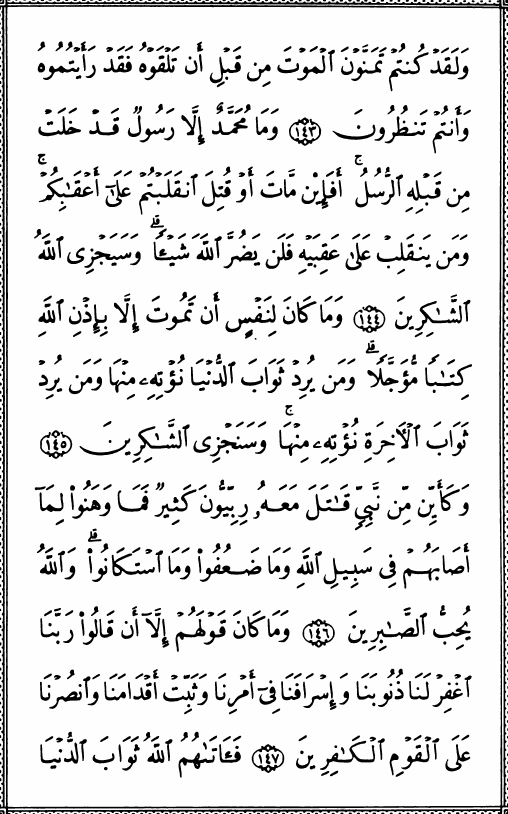 وَلَقَدْ كُنتُمْ تَمَنَّوْنَ ٱلْمَوْتَ مِن قَبْلِ أَن تَلْقَوْهُ فَقَدْ رَأَيْتُمُوهُ
وَأَنتُمْ تَنظُرُونَ ١٤٣ وَمَا مُحَمَّدٌ إِلَّا رَسُولٌ قَدْ خَلَتْ
مِن قَبْلِهِ ٱلرُّسُلُ ۚ أَفَإِيْن مَّاتَ أَوْ قُتِلَ ٱنقَلَبْتُمْ عَلَىٰٓ أَعْقَٰبِكُمْ ۚ
وَمَن يَنقَلِبْ عَلَىٰ عَقِبَيْهِ فَلَن يَضُرَّ ٱللَّهَ شَيْـًٔا ۗ وَسَيَجْزِى ٱللَّهُ
ٱلشَّٰكِرِينَ ١٤٤ وَمَا كَانَ لِنَفْسٍ أَن تَمُوتَ إِلَّا بِإِذْنِ ٱللَّهِ
كِتَٰبًا مُّؤَجَّلًا ۗ وَمَن يُرِدْ ثَوَابَ ٱلدُّنْيَا نُؤْتِهِۦ مِنْهَا وَمَن يُرِدْ
ثَوَابَ ٱلْأَخِرَةِ نُؤْتِهِۦ مِنْهَا ۚ وَسَنَجْزِى ٱلشَّٰكِرِينَ ١٤٥
وَكَأَيِّن مِّن نَّبِىٍّ قَٰتَلَ مَعَهُۥ رِبِّيُّونَ كَثِيرٌ فَمَا وَهَنُوا۟ لِمَآ
أَصَابَهُمْ فِى سَبِيلِ ٱللَّهِ وَمَا ضَعُفُوا۟ وَمَا ٱسْتَكَانُوا۟ ۗ وَٱللَّهُ
يُحِبُّ ٱلصَّٰبِرِينَ ١٤٦ وَمَا كَانَ قَوْلَهُمْ إِلَّآ أَن قَالُوا۟ رَبَّنَا
ٱغْفِرْ لَنَا ذُنُوبَنَا وَإِسْرَافَنَا فِىٓ أَمْرِنَا وَثَبِّتْ أَقْدَامَنَا وَٱنصُرْنَا
عَلَى ٱلْقَوْمِ ٱلْكَٰفِرِينَ ١٤٧ فَـَٔاتَىٰهُمُ ٱللَّهُ ثَوَابَ ٱلدُّنْيَا